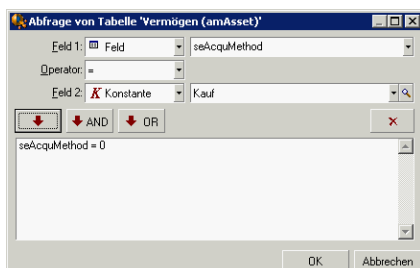 Abfrage von Tabelle 'Vermögen (amAsset)'
Feld 1: Feld seAcquMethod
Operator: =
Feld 2: K Konstante Kauf
AND OR
seAcquMethod = 0
OK Abbrechen